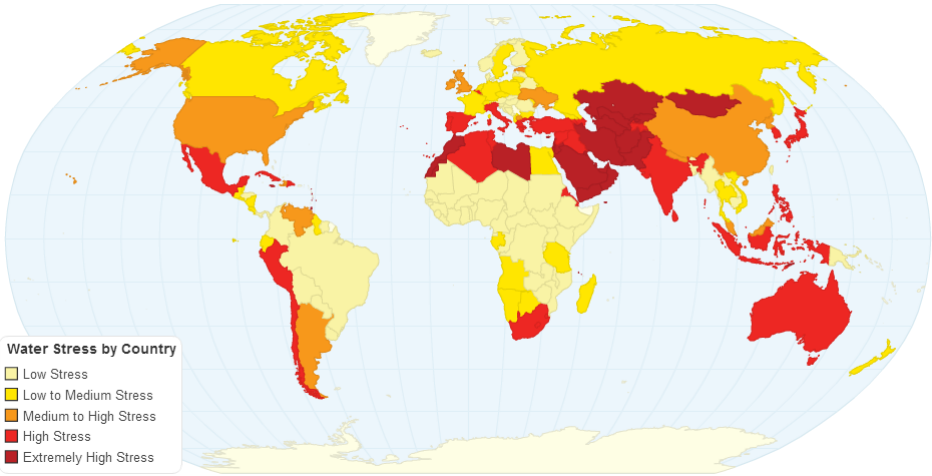 Water Stress by Country
Low Stress
Low to Medium Stress
Medium to High Stress
High Stress
Extremely High Stress